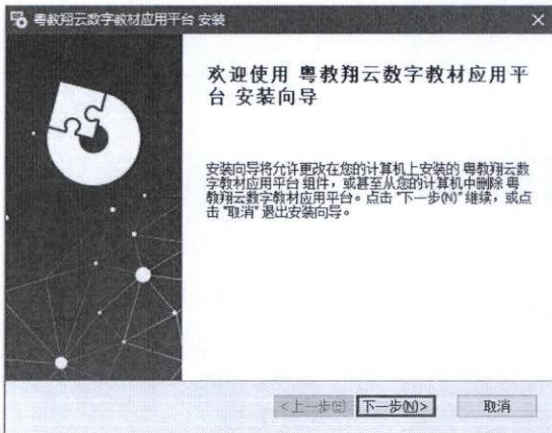 粤教翔云数字教材应用平台 安装
欢迎使用 粤教翔云数字教材应用平
台 安装向导
安装向导将允许更改在您的计算机上安装的 粤教翔云数
字教材应用平台 组件，或甚至从您的计算机中删除 粤
教翔云数字教材应用平台。点击 "下一步(N)" 继续，或点
击 "取消" 退出安装向导。
<上一步(B) 下一步(N)> 取消